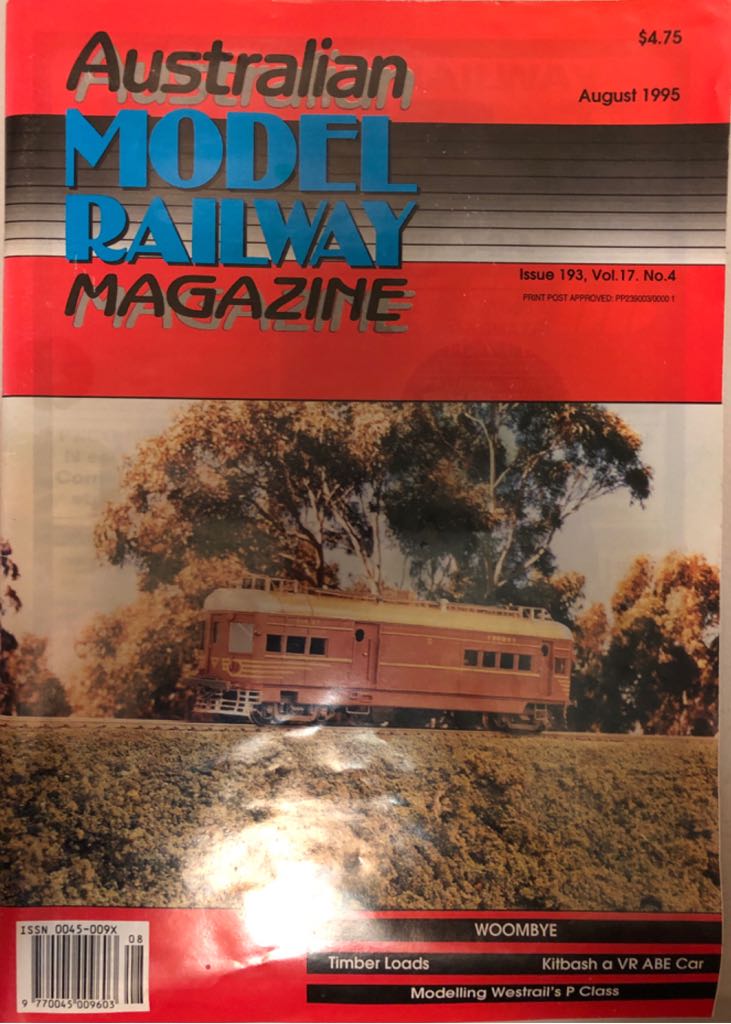 $4.75
Australian
August 1995
MODEL
RAILWAY
MAGAZINE
Issue 193, Vol.17. No.4
PRINT POST APPROVED: PP239003/0000 1
ISSN 0045-009X
08
9 770045 009603
WOOMBYE
Timber Loads
Kitbash a VR ABE Car
Modelling Westrail's P Class